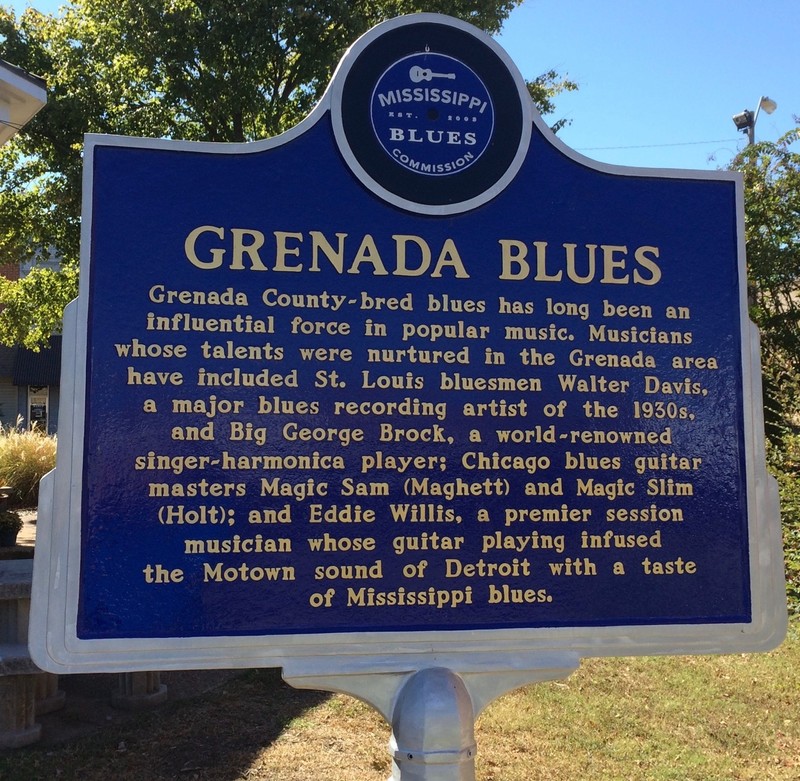 MISSISSIPPI
EST. 2003
BLUES
COMMISSION
GRENADA BLUES
Grenada County-bred blues has long been an
influential force in popular music. Musicians
whose talents were nurtured in the Grenada area
have included St. Louis bluesmen Walter Davis,
a major blues recording artist of the 1930s,
and Big George Brock, a world-renowned
singer-harmonica player; Chicago blues guitar
masters Magic Sam (Maghett) and Magic Slim
(Holt); and Eddie Willis, a premier session
musician whose guitar playing infused
the Motown sound of Detroit with a taste
of Mississippi blues.